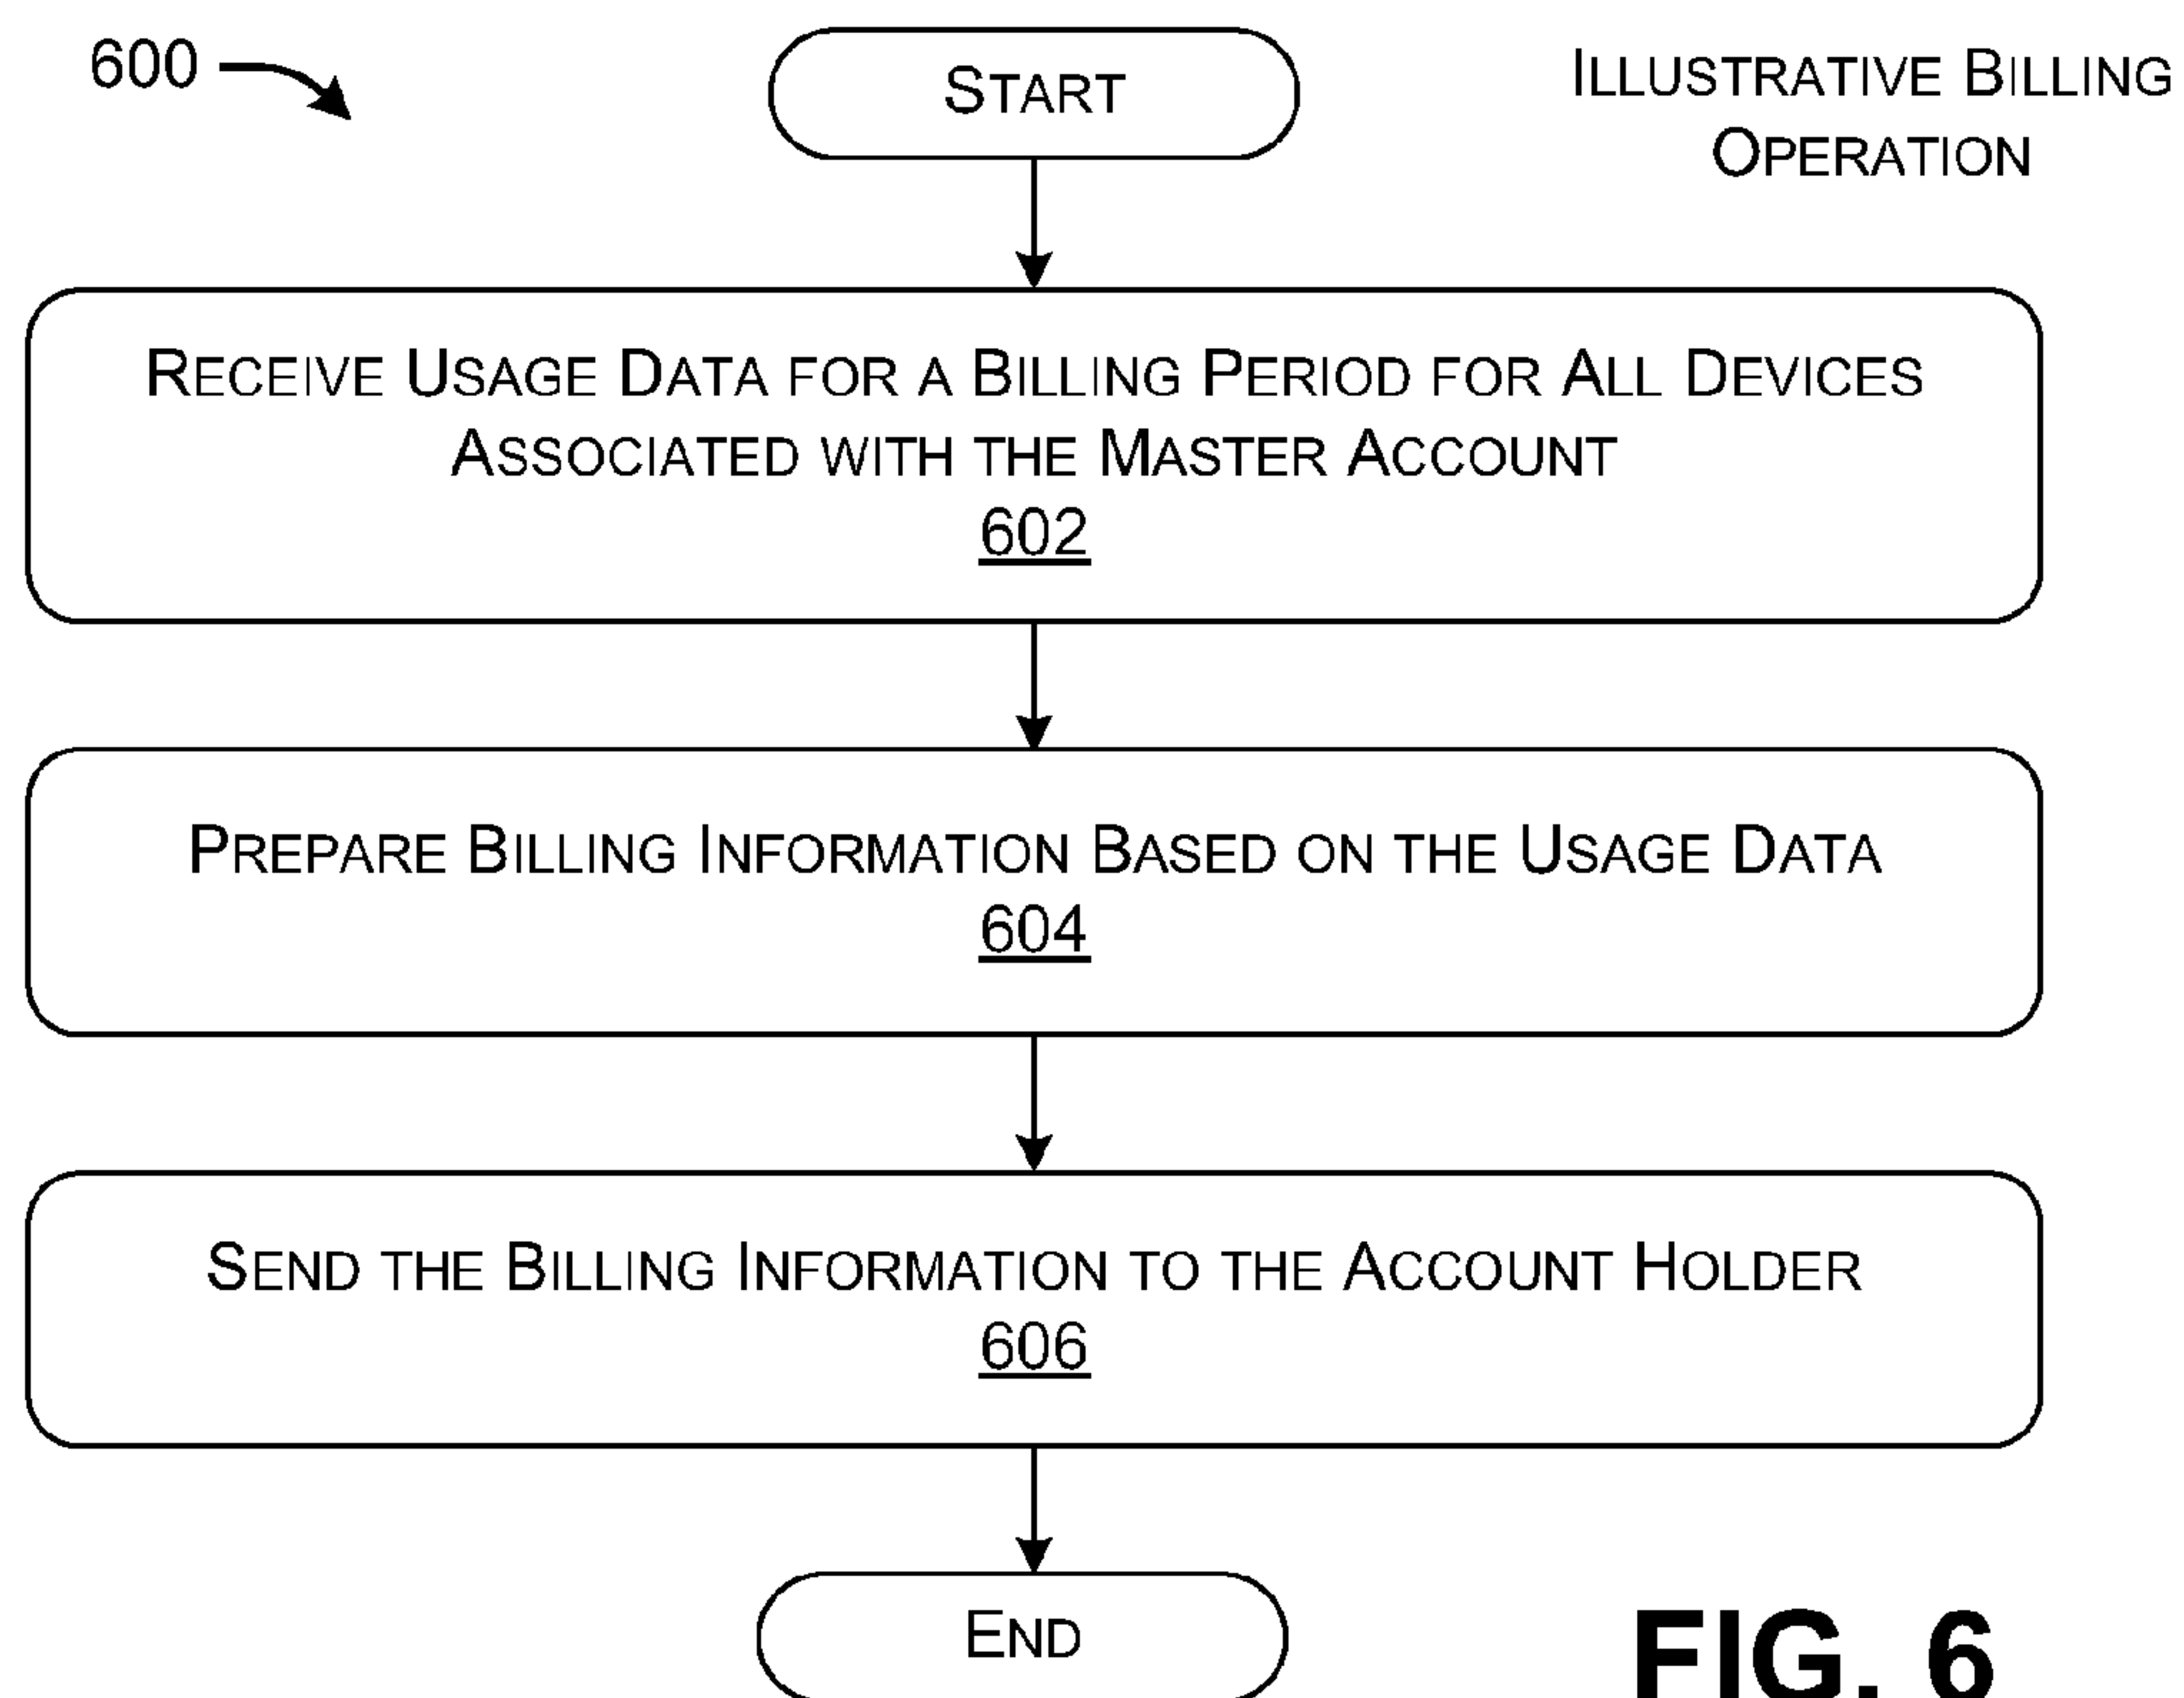 600
START
ILLUSTRATIVE BILLING
OPERATION
RECEIVE USAGE DATA FOR A BILLING PERIOD FOR ALL DEVICES
ASSOCIATED WITH THE MASTER ACCOUNT
602
PREPARE BILLING INFORMATION BASED ON THE USAGE DATA
604
SEND THE BILLING INFORMATION TO THE ACCOUNT HOLDER
606
END
FIG. 6